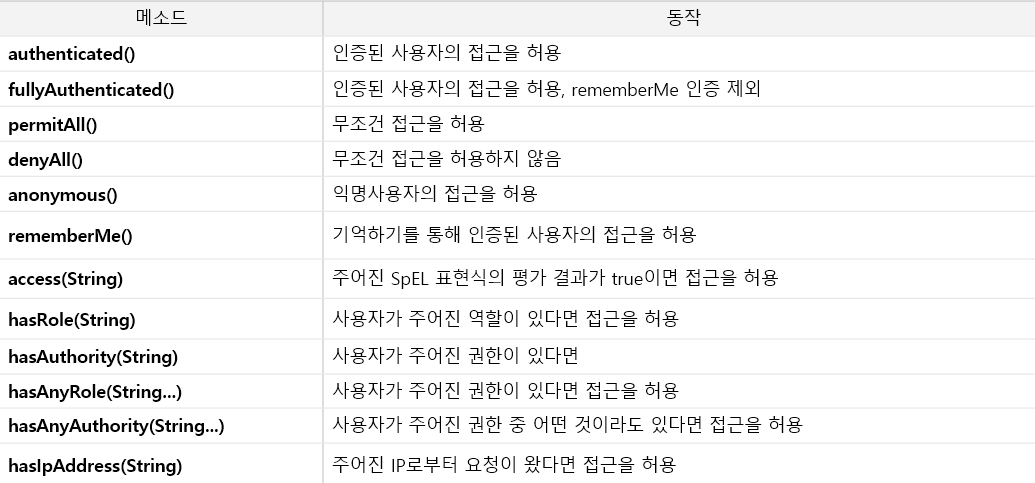 메소드 동작
authenticated() 인증된 사용자의 접근을 허용
fullyAuthenticated() 인증된 사용자의 접근을 허용, rememberMe 인증 제외
permitAll() 무조건 접근을 허용
denyAll() 무조건 접근을 허용하지 않음
anonymous() 익명사용자의 접근을 허용
rememberMe() 기억하기를 통해 인증된 사용자의 접근을 허용
access(String) 주어진 SpEL 표현식의 평가 결과가 true이면 접근을 허용
hasRole(String) 사용자가 주어진 역할이 있다면 접근을 허용
hasAuthority(String) 사용자가 주어진 권한이 있다면
hasAnyRole(String...) 사용자가 주어진 권한이 있다면 접근을 허용
hasAnyAuthority(String...) 사용자가 주어진 권한 중 어떤 것이라도 있다면 접근을 허용
hasIpAddress(String) 주어진 IP로부터 요청이 왔다면 접근을 허용